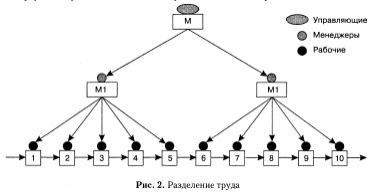 М
Управляющие
Менеджеры
Рабочие
М1
М1
1 2 3 4 5 6 7 8 9 10
Рис. 2. Разделение труда